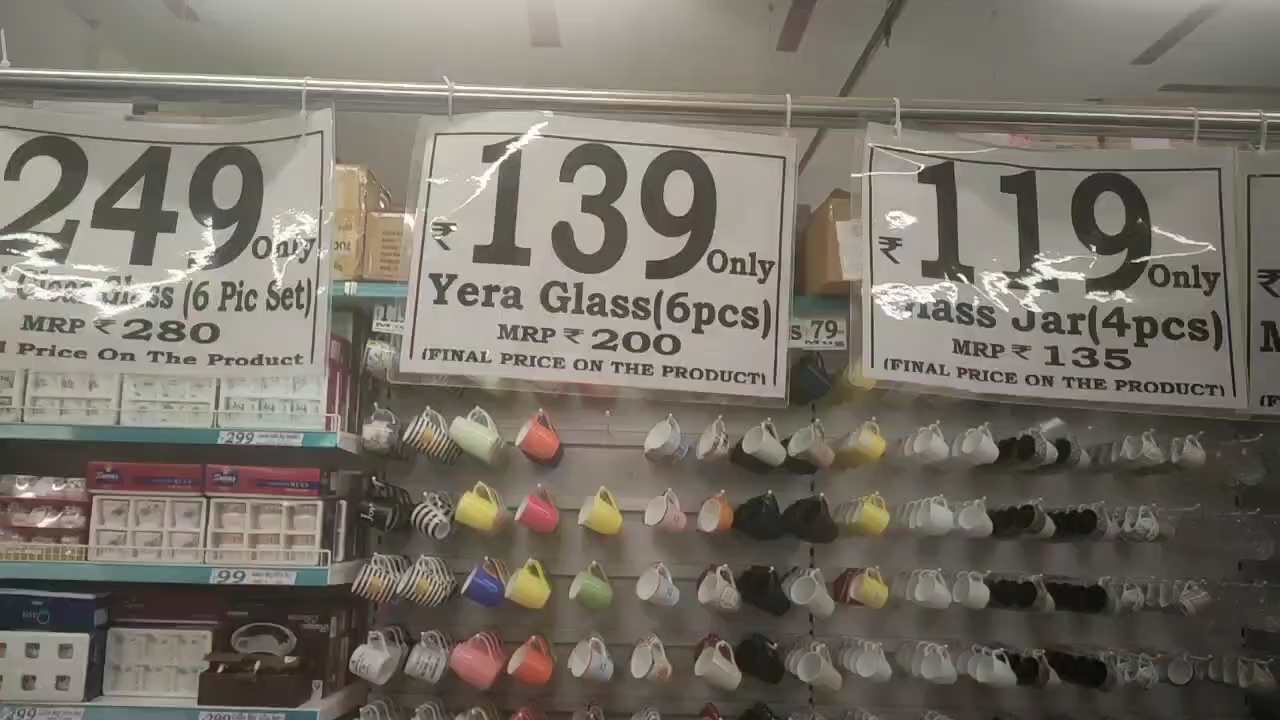 249 Only
Glass (6 Pic Set)
MRP ₹ 280
Price On The Product
₹ 139 Only
Yera Glass(6pcs)
MRP ₹ 200
(FINAL PRICE ON THE PRODUCT)
₹ 119 Only
Glass Jar(4pcs)
MRP ₹ 135
(FINAL PRICE ON THE PRODUCT)
₹
M
s 79-
299
99
299